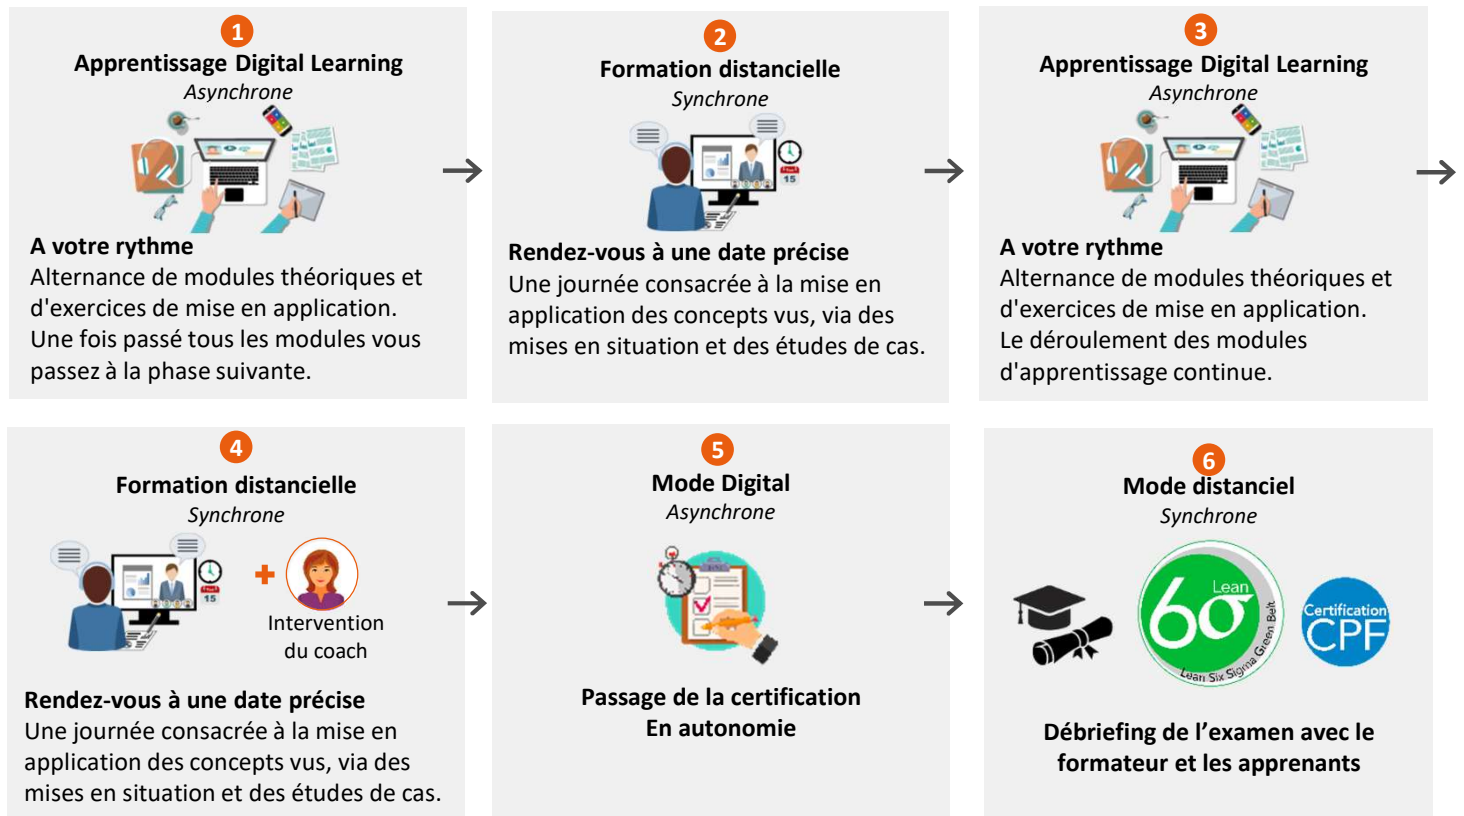 1
Apprentissage Digital Learning
Asynchrone
A votre rythme
Alternance de modules théoriques et
d'exercices de mise en application.
Une fois passé tous les modules vous
passez à la phase suivante.
2
Formation distancielle
Synchrone
15
Rendez-vous à une date précise
Une journée consacrée à la mise en
application des concepts vus, via des
mises en situation et des études de cas.
3
Apprentissage Digital Learning
Asynchrone
A votre rythme
Alternance de modules théoriques et
d'exercices de mise en application.
Le déroulement des modules
d'apprentissage continue.
4
Formation distancielle
Synchrone
15
+
Intervention
du coach
Rendez-vous à une date précise
Une journée consacrée à la mise en
application des concepts vus, via des
mises en situation et des études de cas.
5
Mode Digital
Asynchrone
Passage de la certification
En autonomie
6
Mode distanciel
Synchrone
Lean
6σ
Lean Six Sigma Green Belt
Certification
CPF
Débriefing de l’examen avec le
formateur et les apprenants